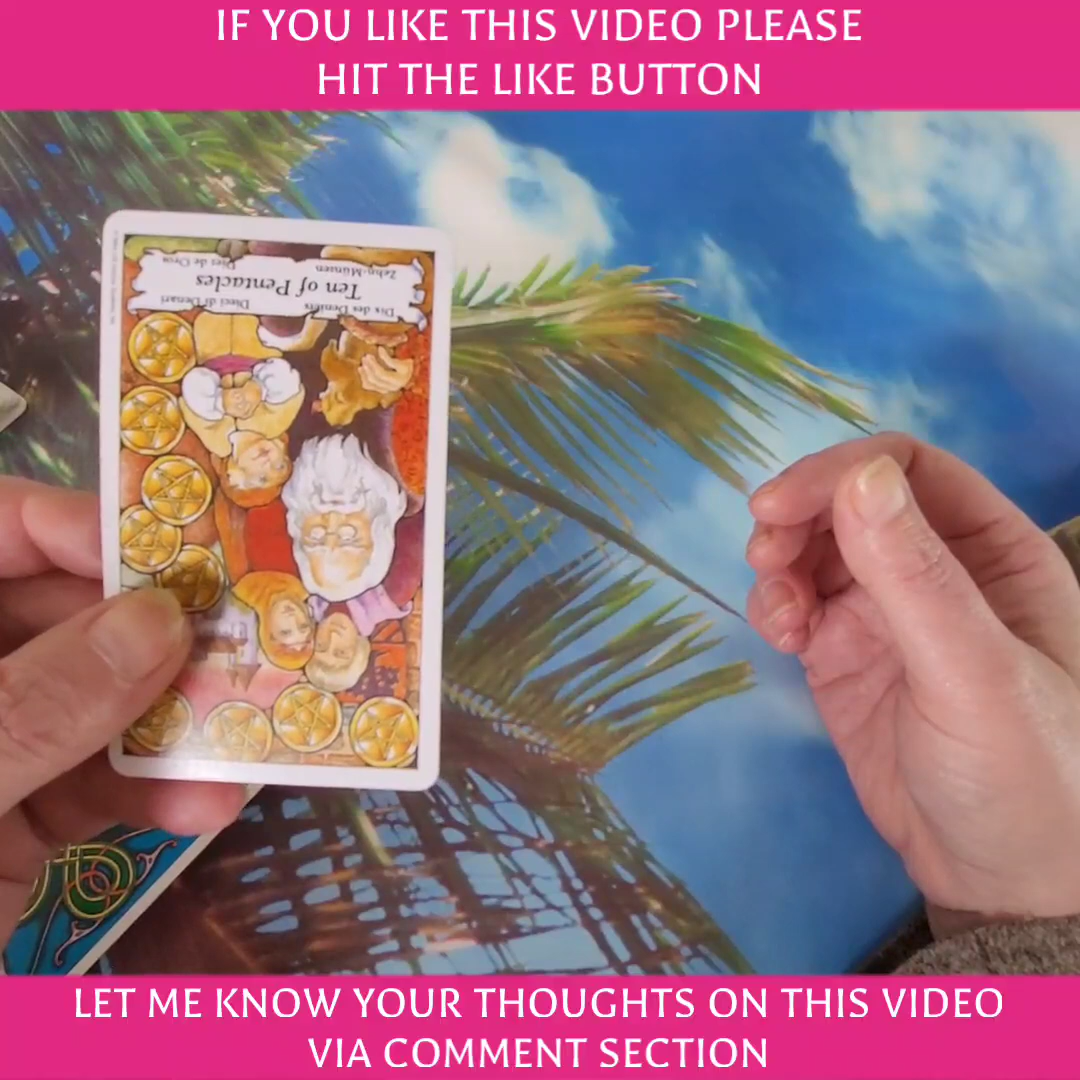 IF YOU LIKE THIS VIDEO PLEASE
HIT THE LIKE BUTTON
Dix des Deniers Dieci di Denari
Ten of Pentacles
Zehn-Münzen Diez de Oros
LET ME KNOW YOUR THOUGHTS ON THIS VIDEO
VIA COMMENT SECTION